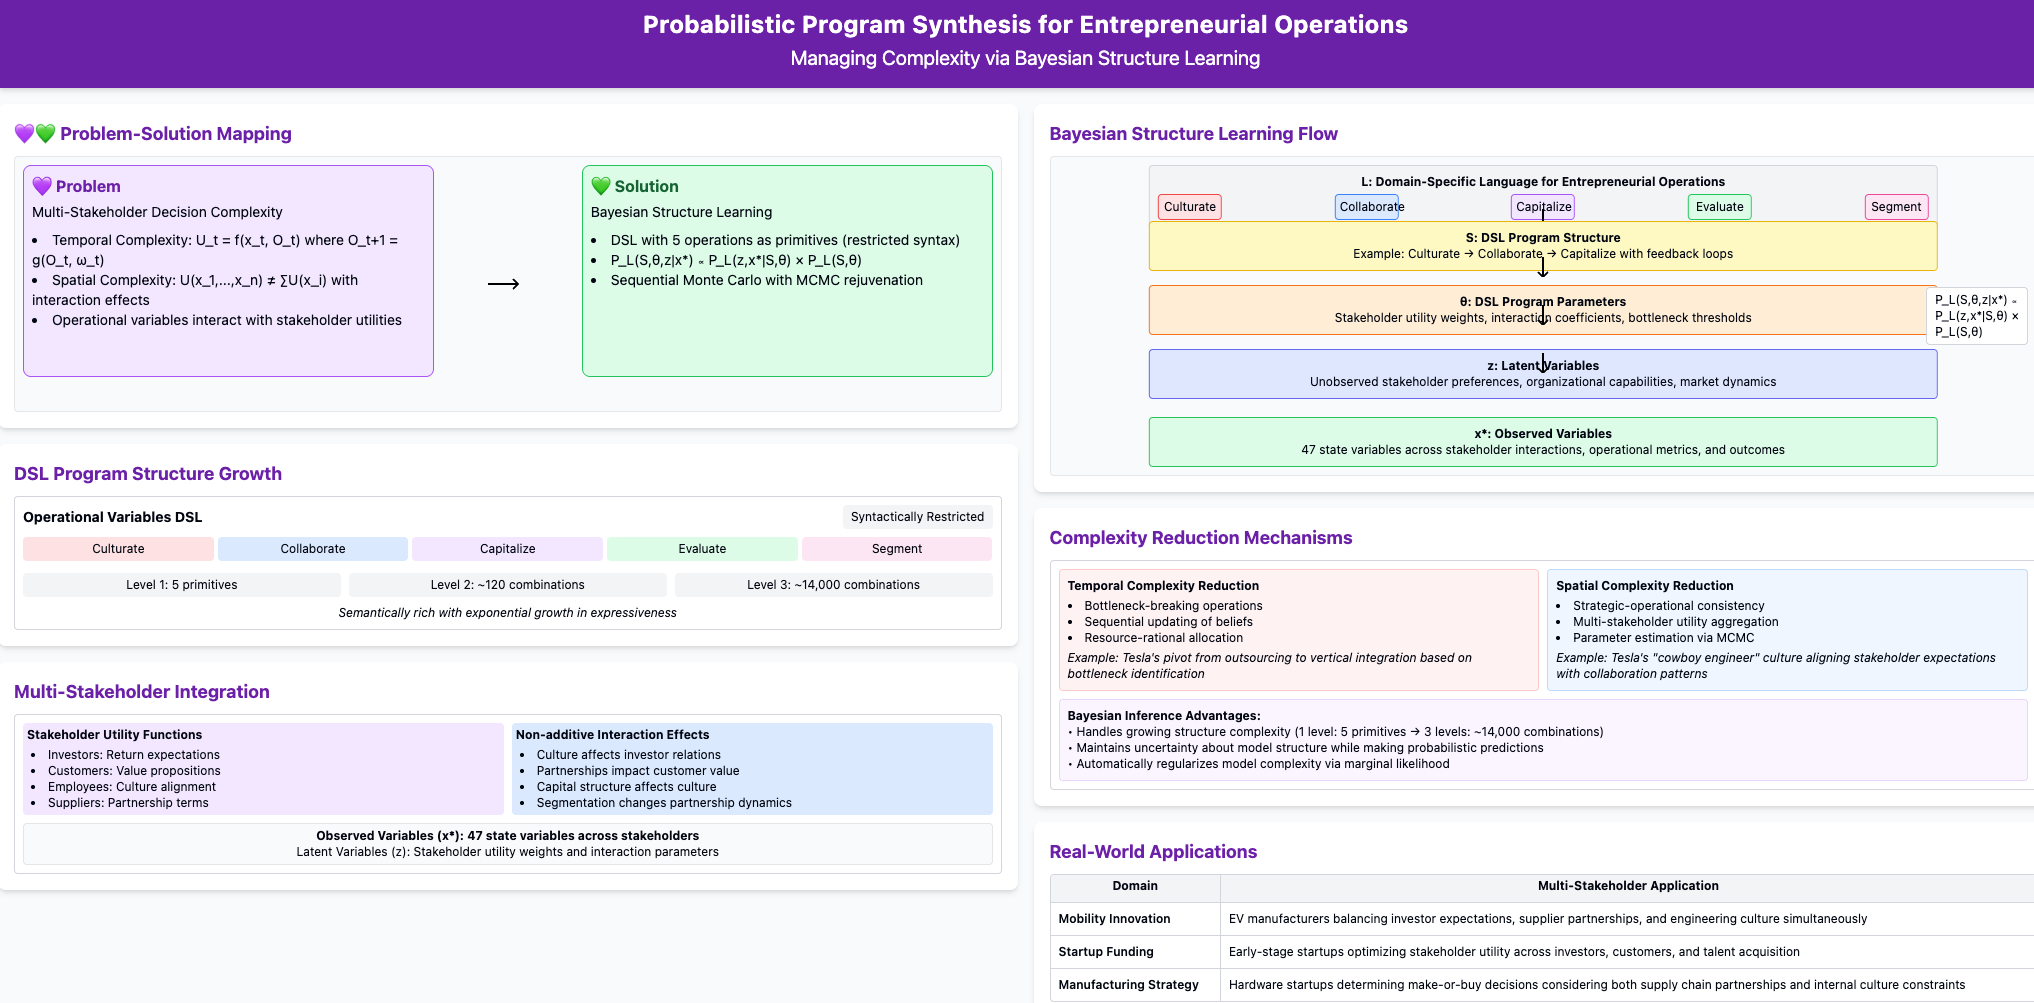 Probabilistic Program Synthesis for Entrepreneurial Operations
Managing Complexity via Bayesian Structure Learning
💜💚 Problem-Solution Mapping
💜 Problem
Multi-Stakeholder Decision Complexity
• Temporal Complexity: U_t = f(x_t, O_t) where O_t+1 =
g(O_t, ω_t)
• Spatial Complexity: U(x_1,...,x_n) ≠ ∑U(x_i) with
interaction effects
• Operational variables interact with stakeholder utilities
→
💚 Solution
Bayesian Structure Learning
• DSL with 5 operations as primitives (restricted syntax)
• P_L(S,θ,z|x*) ∝ P_L(z,x*|S,θ) × P_L(S,θ)
• Sequential Monte Carlo with MCMC rejuvenation
DSL Program Structure Growth
Operational Variables DSL
Syntactically Restricted
Culturate
Collaborate
Capitalize
Evaluate
Segment
Level 1: 5 primitives
Level 2: ~120 combinations
Level 3: ~14,000 combinations
Semantically rich with exponential growth in expressiveness
Multi-Stakeholder Integration
Stakeholder Utility Functions
• Investors: Return expectations
• Customers: Value propositions
• Employees: Culture alignment
• Suppliers: Partnership terms
Non-additive Interaction Effects
• Culture affects investor relations
• Partnerships impact customer value
• Capital structure affects culture
• Segmentation changes partnership dynamics
Observed Variables (x*): 47 state variables across stakeholders
Latent Variables (z): Stakeholder utility weights and interaction parameters
Bayesian Structure Learning Flow
L: Domain-Specific Language for Entrepreneurial Operations
Culturate
Collaborate
Capitalize
Evaluate
Segment
S: DSL Program Structure
Example: Culturate → Collaborate → Capitalize with feedback loops
θ: DSL Program Parameters
Stakeholder utility weights, interaction coefficients, bottleneck thresholds
P_L(S,θ,z|x*) ∝
P_L(z,x*|S,θ) ×
P_L(S,θ)
z: Latent Variables
Unobserved stakeholder preferences, organizational capabilities, market dynamics
x*: Observed Variables
47 state variables across stakeholder interactions, operational metrics, and outcomes
Complexity Reduction Mechanisms
Temporal Complexity Reduction
• Bottleneck-breaking operations
• Sequential updating of beliefs
• Resource-rational allocation
Example: Tesla's pivot from outsourcing to vertical integration based on
bottleneck identification
Spatial Complexity Reduction
• Strategic-operational consistency
• Multi-stakeholder utility aggregation
• Parameter estimation via MCMC
Example: Tesla's "cowboy engineer" culture aligning stakeholder expectations
with collaboration patterns
Bayesian Inference Advantages:
• Handles growing structure complexity (1 level: 5 primitives → 3 levels: ~14,000 combinations)
• Maintains uncertainty about model structure while making probabilistic predictions
• Automatically regularizes model complexity via marginal likelihood
Real-World Applications
Domain
Multi-Stakeholder Application
Mobility Innovation
EV manufacturers balancing investor expectations, supplier partnerships, and engineering culture simultaneously
Startup Funding
Early-stage startups optimizing stakeholder utility across investors, customers, and talent acquisition
Manufacturing Strategy
Hardware startups determining make-or-buy decisions considering both supply chain partnerships and internal culture constraints